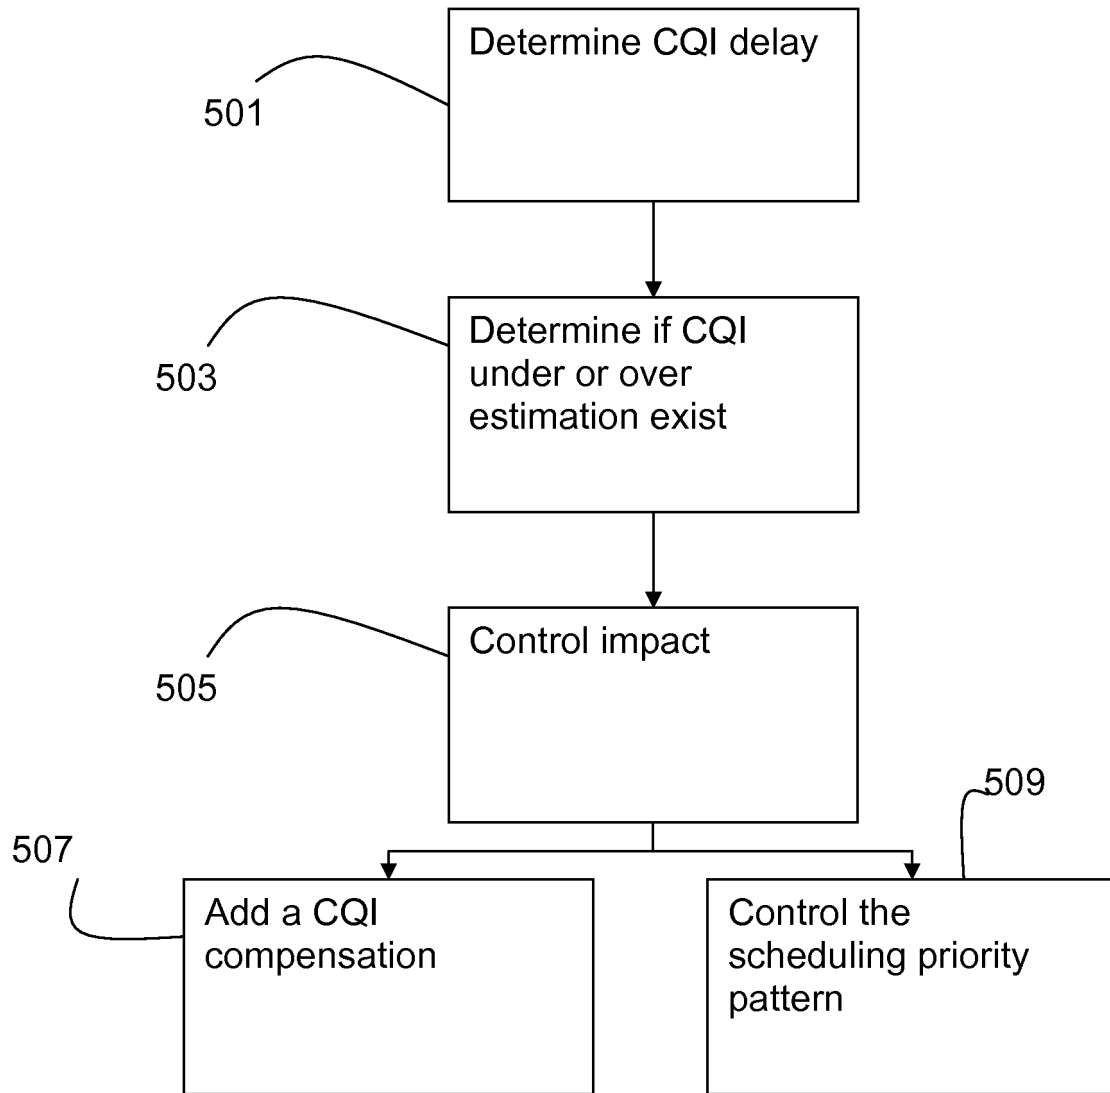 Determine CQI delay
501
Determine if CQI
under or over
estimation exist
503
Control impact
505
509
507
Add a CQI
compensation
Control the
scheduling priority
pattern